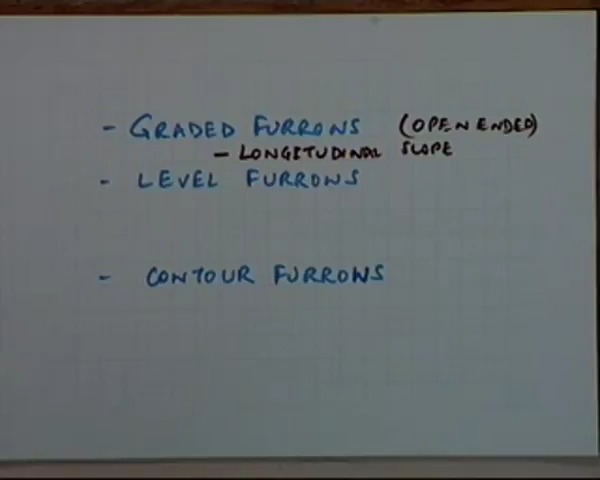 - GRADED FURROWS (OPEN ENDED)
- LONGITUDINAL SLOPE
- LEVEL FURROWS
- CONTOUR FURROWS